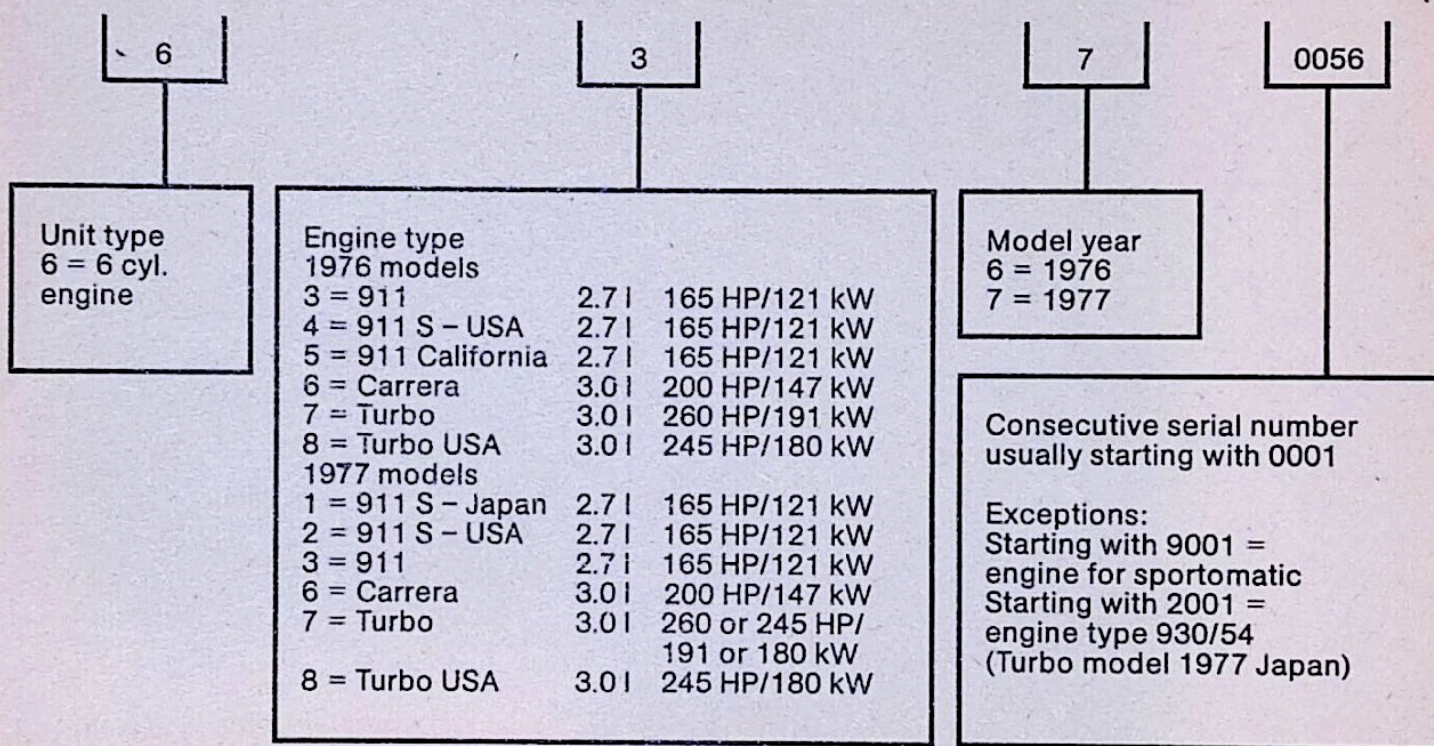 6 3 7 0056
Unit type
6 = 6 cyl.
engine
Engine type
1976 models
3 = 911 2.7 l 165 HP/121 kW
4 = 911 S – USA 2.7 l 165 HP/121 kW
5 = 911 California 2.7 l 165 HP/121 kW
6 = Carrera 3.0 l 200 HP/147 kW
7 = Turbo 3.0 l 260 HP/191 kW
8 = Turbo USA 3.0 l 245 HP/180 kW
1977 models
1 = 911 S – Japan 2.7 l 165 HP/121 kW
2 = 911 S – USA 2.7 l 165 HP/121 kW
3 = 911 2.7 l 165 HP/121 kW
6 = Carrera 3.0 l 200 HP/147 kW
7 = Turbo 3.0 l 260 or 245 HP/
191 or 180 kW
8 = Turbo USA 3.0 l 245 HP/180 kW
Model year
6 = 1976
7 = 1977
Consecutive serial number
usually starting with 0001
Exceptions:
Starting with 9001 =
engine for sportomatic
Starting with 2001 =
engine type 930/54
(Turbo model 1977 Japan)